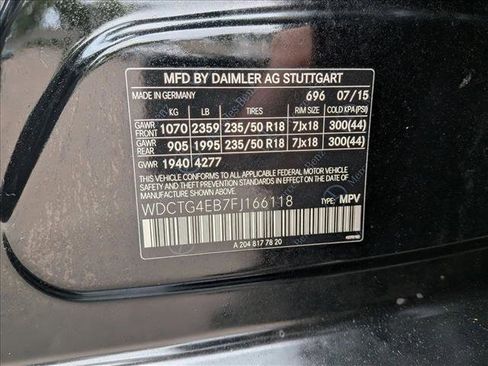 MFD BY DAIMLER AG STUTTGART
MADE IN GERMANY 696 07/15
KG LB TIRES RIM SIZE COLD KPA(PSI)
GAWR FRONT 1070 2359 235/50 R18 7Jx18 300(44)
GAWR REAR 905 1995 235/50 R18 7Jx18 300(44)
GVWR 1940 4277
THIS VEHICLE CONFORMS TO ALL APPLICABLE U.S. FEDERAL MOTOR VEHICLE SAFETY STANDARDS IN EFFECT ON THE DATE OF MANUFACTURE SHOWN ABOVE.
WDCTG4EB7FJ166118 TYPE: MPV
A 204 817 78 20